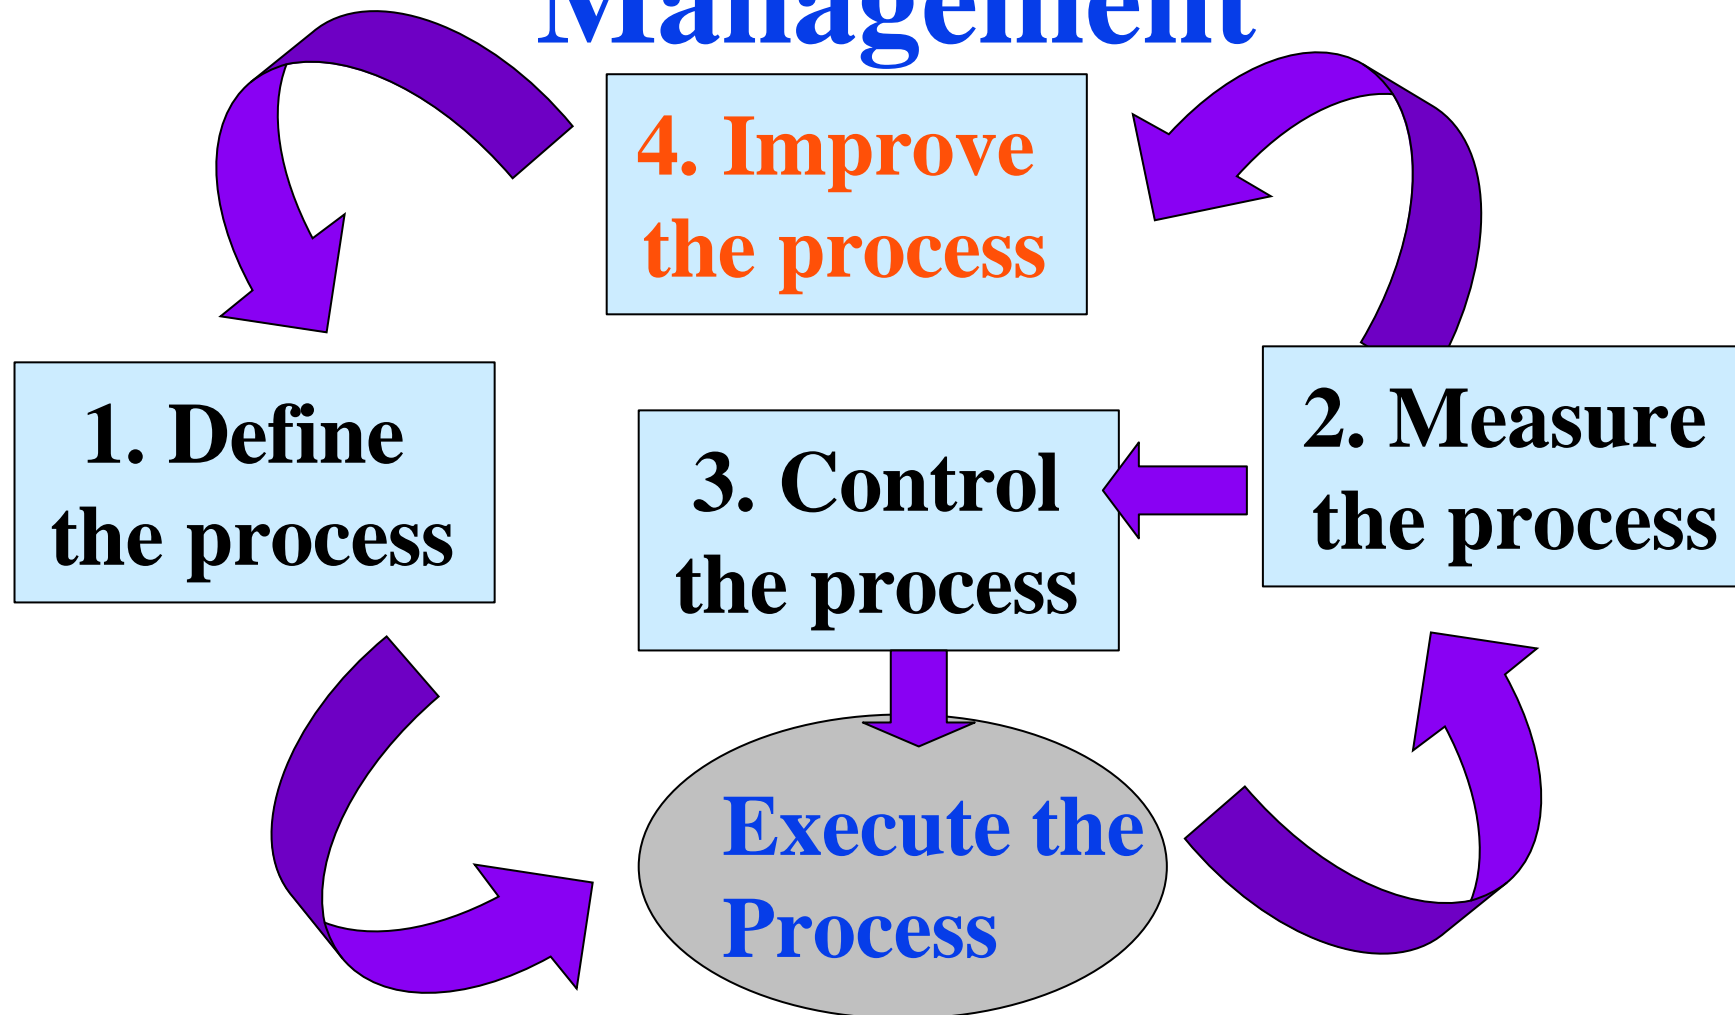 Management
4. Improve
the process
1. Define
the process
3. Control
the process
2. Measure
the process
Execute the
Process